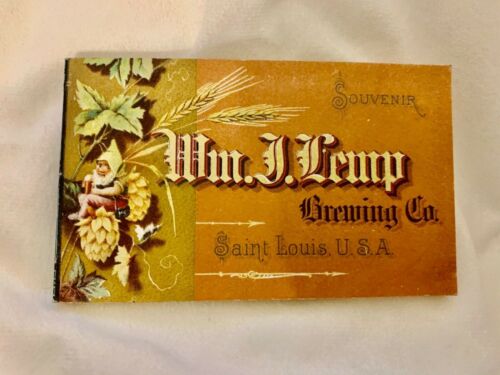 Souvenir
Wm. J. Lemp
Brewing Co.
Saint Louis, U.S.A.